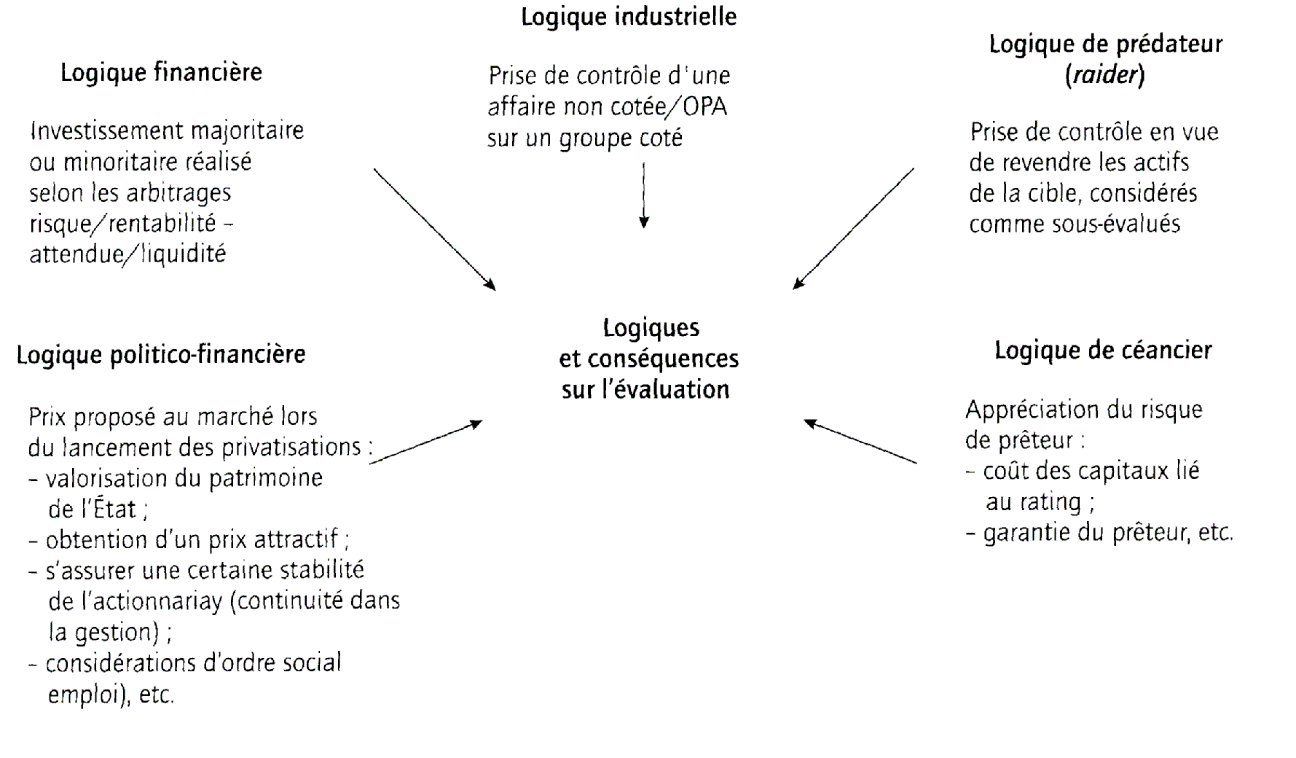 Logique industrielle
Prise de contrôle d'une
affaire non cotée/OPA
sur un groupe coté
Logique financière
Investissement majoritaire
ou minoritaire réalisé
selon les arbitrages
risque/rentabilité –
attendue/liquidité
Logique de prédateur
(raider)
Prise de contrôle en vue
de revendre les actifs
de la cible, considérés
comme sous-évalués
Logiques
et conséquences
sur l'évaluation
Logique politico-financière
Prix proposé au marché lors
du lancement des privatisations :
– valorisation du patrimoine
de l'État ;
– obtention d'un prix attractif ;
– s'assurer une certaine stabilité
de l'actionnariay (continuité dans
la gestion) ;
– considérations d'ordre social
emploi), etc.
Logique de céancier
Appréciation du risque
de prêteur :
– coût des capitaux lié
au rating ;
– garantie du prêteur, etc.